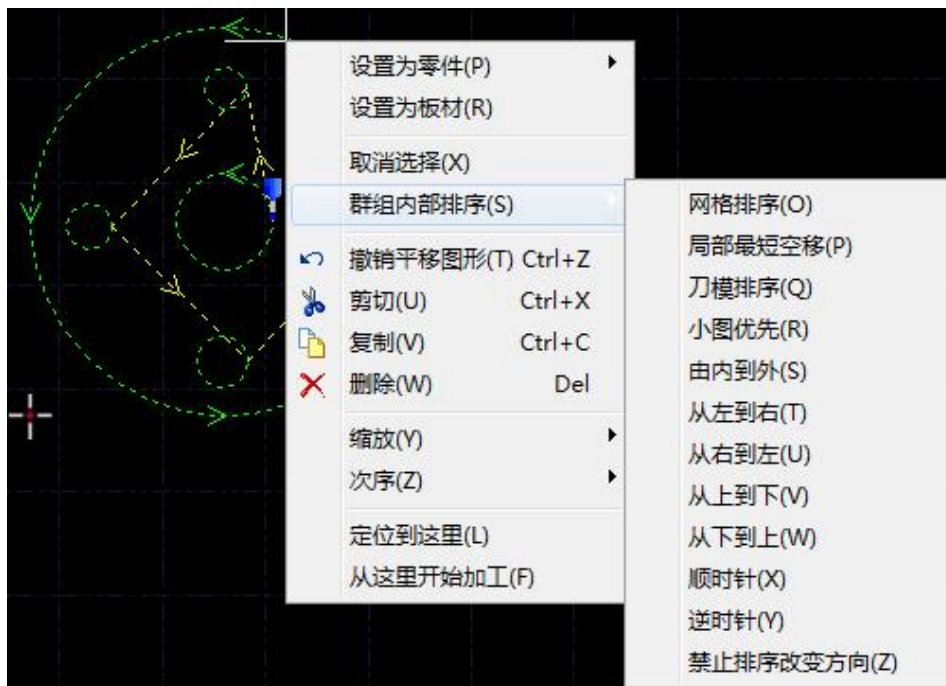 设置为零件(P)
设置为板材(R)
取消选择(X)
群组内部排序(S)
撤销平移图形(T) Ctrl+Z
剪切(U) Ctrl+X
复制(V) Ctrl+C
删除(W) Del
缩放(Y)
次序(Z)
定位到这里(L)
从这里开始加工(F)
网格排序(O)
局部最短空移(P)
刀模排序(Q)
小图优先(R)
由内到外(S)
从左到右(T)
从右到左(U)
从上到下(V)
从下到上(W)
顺时针(X)
逆时针(Y)
禁止排序改变方向(Z)